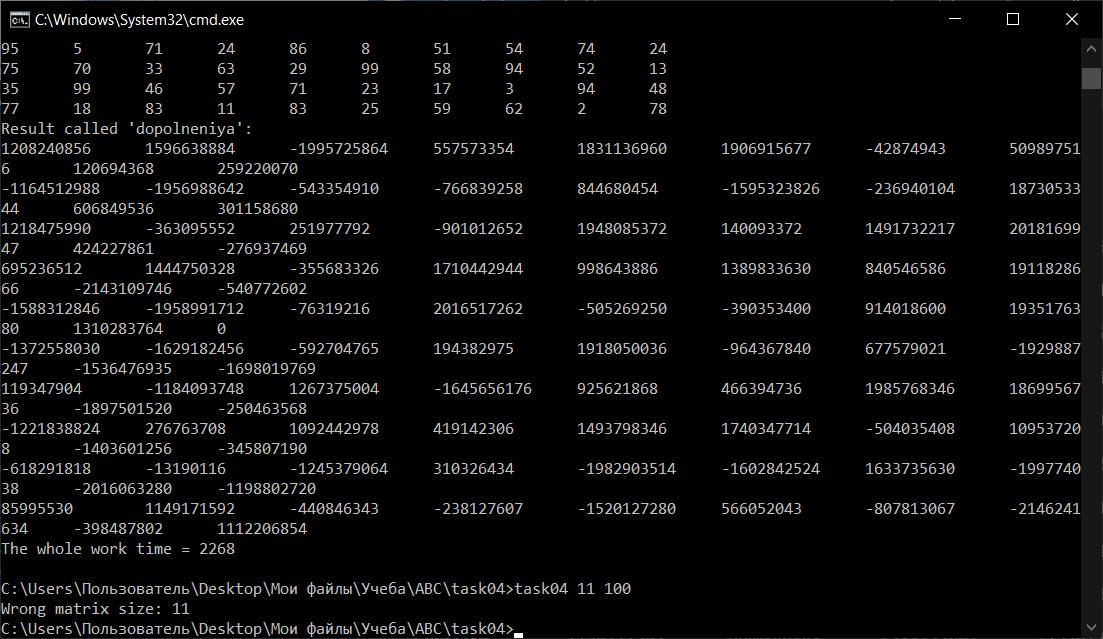 C:\Windows\System32\cmd.exe
95 5 71 24 86 8 51 54 74 24
75 70 33 63 29 99 58 94 52 13
35 99 46 57 71 23 17 3 94 48
77 18 83 11 83 25 59 62 2 78
Result called 'dopolneniya':
1208240856 1596638884 -1995725864 557573354 1831136960 1906915677 -42874943 50989751
6 120694368 259220070
-1164512988 -1956988642 -543354910 -766839258 844680454 -1595323826 -236940104 18730533
44 606849536 301158680
1218475990 -363095552 251977792 -901012652 1948085372 140093372 1491732217 20181699
47 424227861 -276937469
695236512 1444750328 -355683326 1710442944 998643886 1389833630 840546586 19118286
66 -2143109746 -540772602
-1588312846 -1958991712 -76319216 2016517262 -505269250 -390353400 914018600 19351763
80 1310283764 0
-1372558030 -1629182456 -592704765 194382975 1918050036 -964367840 677579021 -1929887
247 -1536476935 -1698019769
119347904 -1184093748 1267375004 -1645656176 925621868 466394736 1985768346 18699567
36 -1897501520 -250463568
-1221838824 276763708 1092442978 419142306 1493798346 1740347714 -504035408 10953720
8 -1403601256 -345807190
-618291818 -13190116 -1245379064 310326434 -1982903514 -1602842524 1633735630 -1997740
38 -2016063280 -1198802720
85995530 1149171592 -440846343 -238127607 -1520127280 566052043 -807813067 -2146241
634 -398487802 1112206854
The whole work time = 2268
C:\Users\Пользователь\Desktop\Мои файлы\Учеба\ABC\task04>task04 11 100
Wrong matrix size: 11
C:\Users\Пользователь\Desktop\Мои файлы\Учеба\ABC\task04>